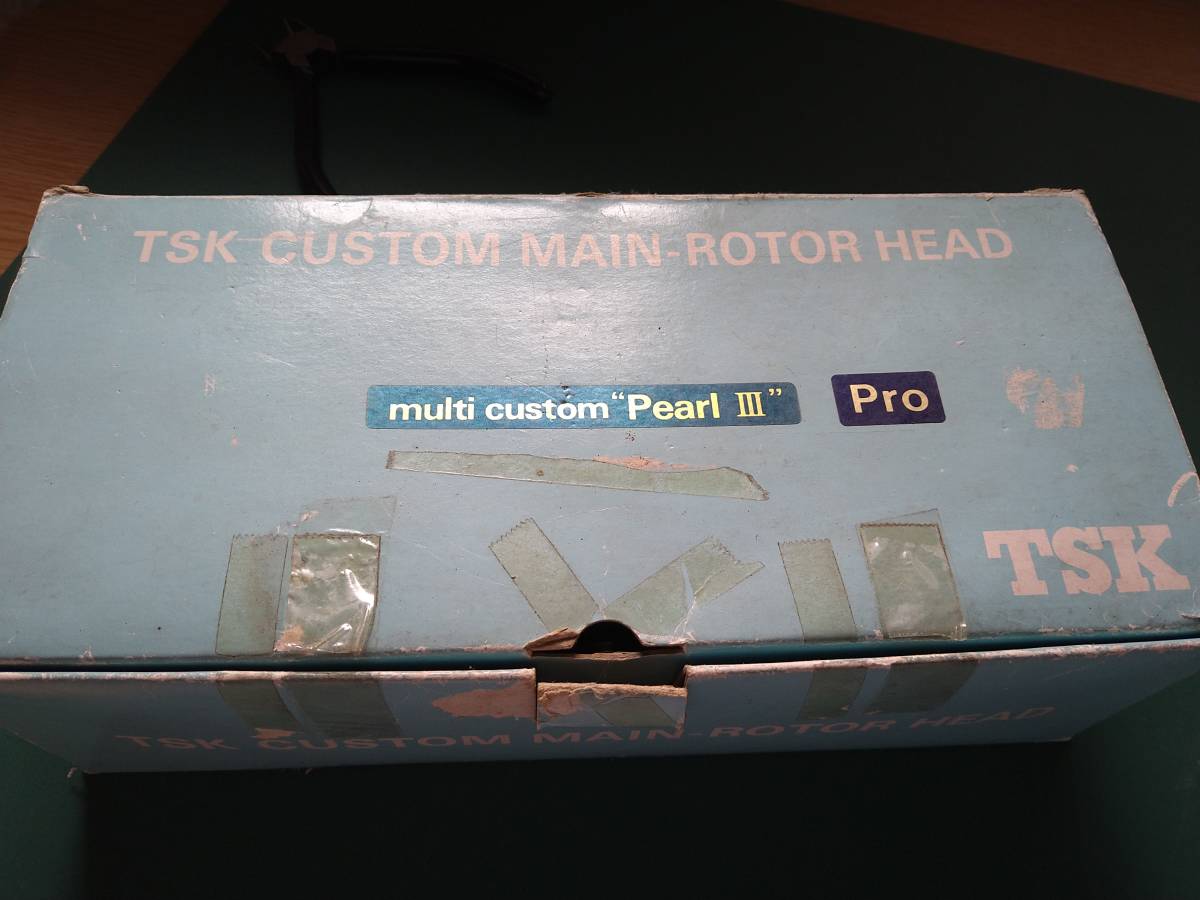 TSK CUSTOM MAIN-ROTOR HEAD
multi custom "Pearl III" Pro
TSK
TSK CUSTOM MAIN-ROTOR HEAD